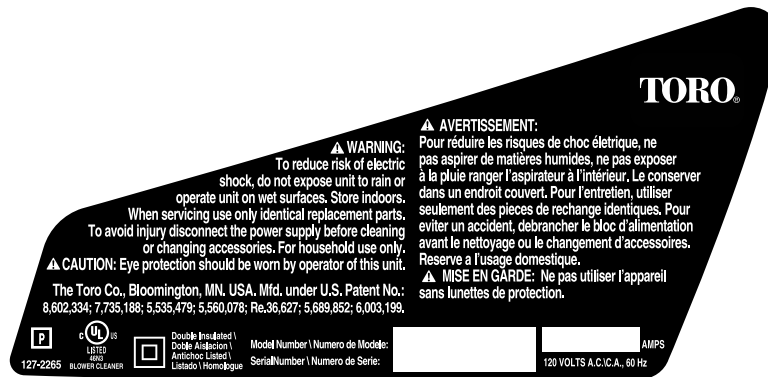 TORO®
⚠ WARNING:
To reduce risk of electric
shock, do not expose unit to rain or
operate unit on wet surfaces. Store indoors.
When servicing use only identical replacement parts.
To avoid injury disconnect the power supply before cleaning
or changing accessories. For household use only.
⚠ CAUTION: Eye protection should be worn by operator of this unit.
The Toro Co., Bloomington, MN. USA. Mfd. under U.S. Patent No.:
8,602,334; 7,735,188; 5,535,479; 5,560,078; Re.36,627; 5,689,852; 6,003,199.
⚠ AVERTISSEMENT:
Pour réduire les risques de choc életrique, ne
pas aspirer de matières humides, ne pas exposer
à la pluie ranger l'aspirateur à l'intérieur. Le conserver
dans un endroit couvert. Pour l'entretien, utiliser
seulement des pieces de rechange identiques. Pour
eviter un accident, debrancher le bloc d'alimentation
avant le nettoyage ou le changement d'accessoires.
Reserve a l'usage domestique.
⚠ MISE EN GARDE: Ne pas utiliser l'appareil
sans lunettes de protection.
P
127-2265
C UL US
LISTED
46N3
BLOWER CLEANER
Double Insulated \
Doble Aislacion \
Antichoc Listed \
Listado \ Homologue
Model Number \ Numero de Modele:
SerialNumber \ Numero de Serie:
AMPS
120 VOLTS A.C.\C.A., 60 Hz